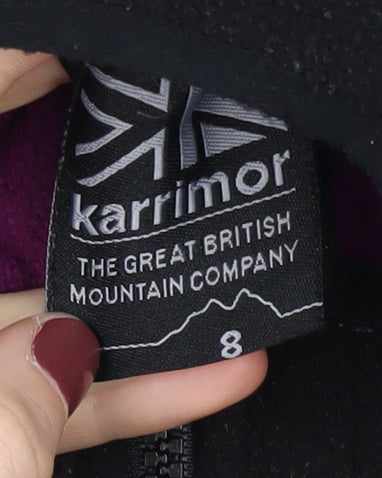 karrimor
THE GREAT BRITISH
MOUNTAIN COMPANY
8